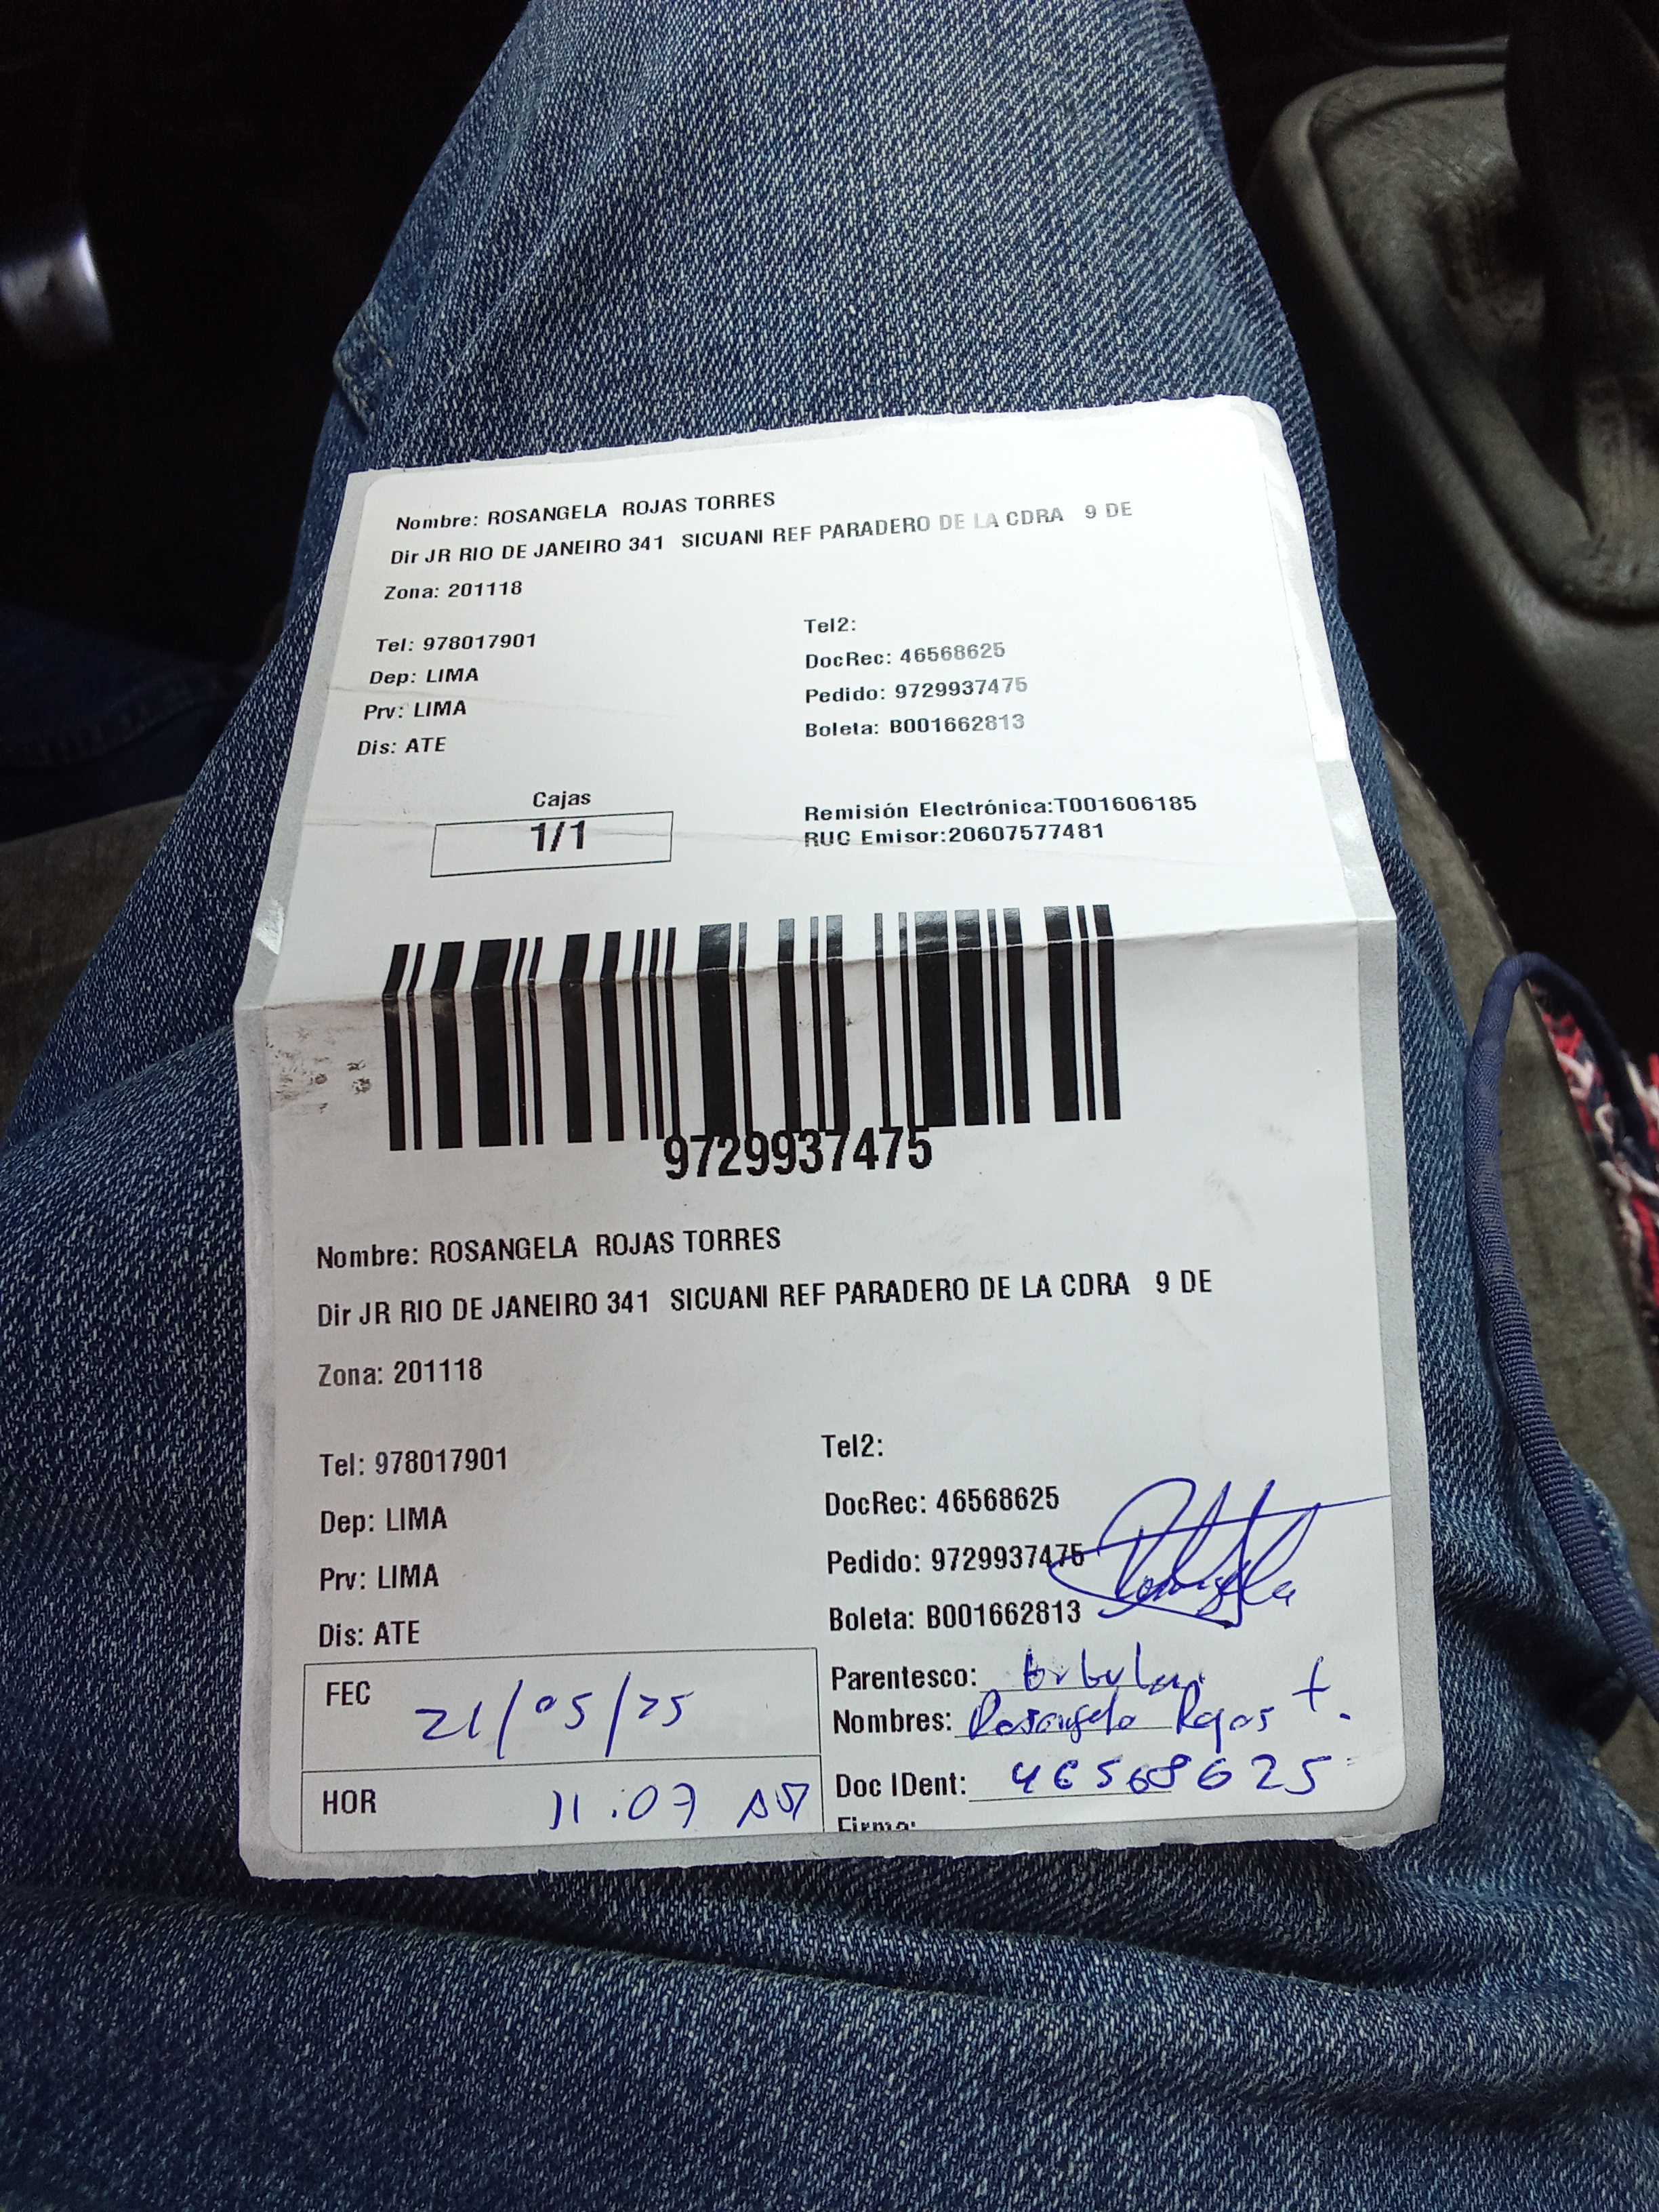 Nombre: ROSANGELA ROJAS TORRES
Dir JR RIO DE JANEIRO 341 SICUANI REF PARADERO DE LA CDRA 9 DE
Zona: 201118
Tel: 978017901
Dep: LIMA
Prv: LIMA
Dis: ATE
Tel2:
DocRec: 46568625
Pedido: 9729937475
Boleta: B001662813
Cajas
1/1
Remisión Electrónica:T001606185
RUC Emisor:20607577481
9729937475
Nombre: ROSANGELA ROJAS TORRES
Dir JR RIO DE JANEIRO 341 SICUANI REF PARADERO DE LA CDRA 9 DE
Zona: 201118
Tel: 978017901
Dep: LIMA
Prv: LIMA
Dis: ATE
Tel2:
DocRec: 46568625
Pedido: 9729937475
Boleta: B001662813
FEC 21/05/25
HOR 11:07
Parentesco:
Nombres: Rosangela Rojas t.
Doc IDent: 46568625
Firma: